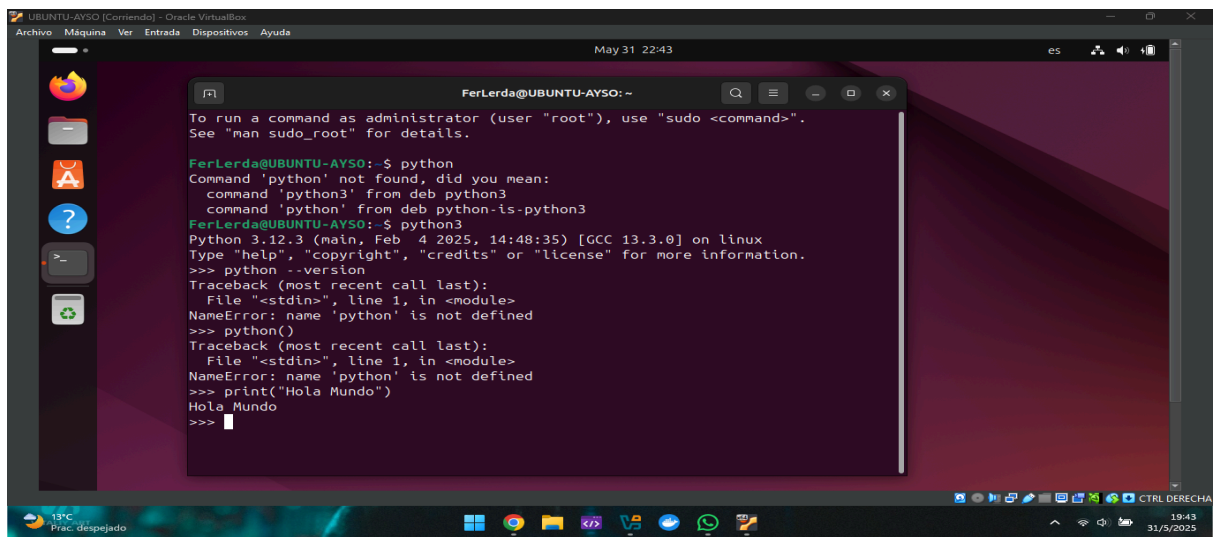 UBUNTU-AYSO [Corriendo] - Oracle VirtualBox
Archivo Máquina Ver Entrada Dispositivos Ayuda
May 31 22:43
es
FerLerda@UBUNTU-AYSO: ~
To run a command as administrator (user "root"), use "sudo <command>".
See "man sudo_root" for details.
FerLerda@UBUNTU-AYSO:~$ python
Command 'python' not found, did you mean:
  command 'python3' from deb python3
  command 'python' from deb python-is-python3
FerLerda@UBUNTU-AYSO:~$ python3
Python 3.12.3 (main, Feb  4 2025, 14:48:35) [GCC 13.3.0] on linux
Type "help", "copyright", "credits" or "license" for more information.
>>> python --version
Traceback (most recent call last):
  File "<stdin>", line 1, in <module>
NameError: name 'python' is not defined
>>> python()
Traceback (most recent call last):
  File "<stdin>", line 1, in <module>
NameError: name 'python' is not defined
>>> print("Hola Mundo")
Hola Mundo
>>>
CTRL DERECHA
13°C
Prac. despejado
19:43
31/5/2025